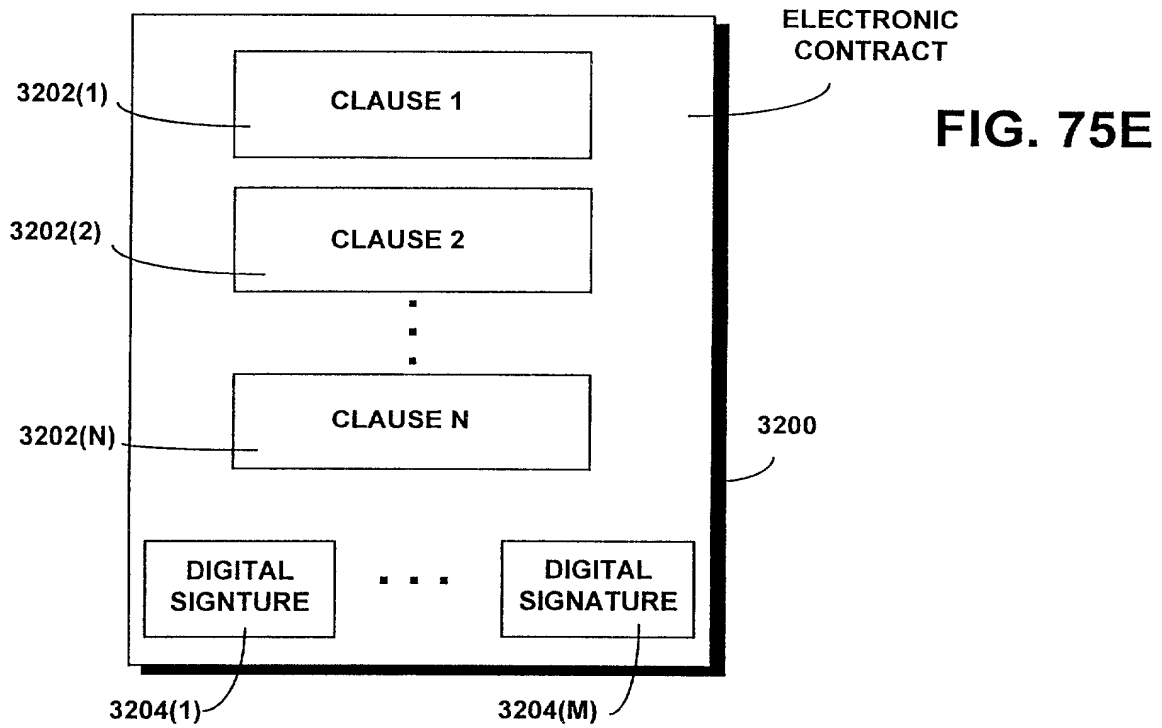 ELECTRONIC
CONTRACT
FIG. 75E
3202(1)
CLAUSE 1
3202(2)
CLAUSE 2
3202(N)
CLAUSE N
3200
DIGITAL
SIGNTURE
DIGITAL
SIGNATURE
3204(1)
3204(M)